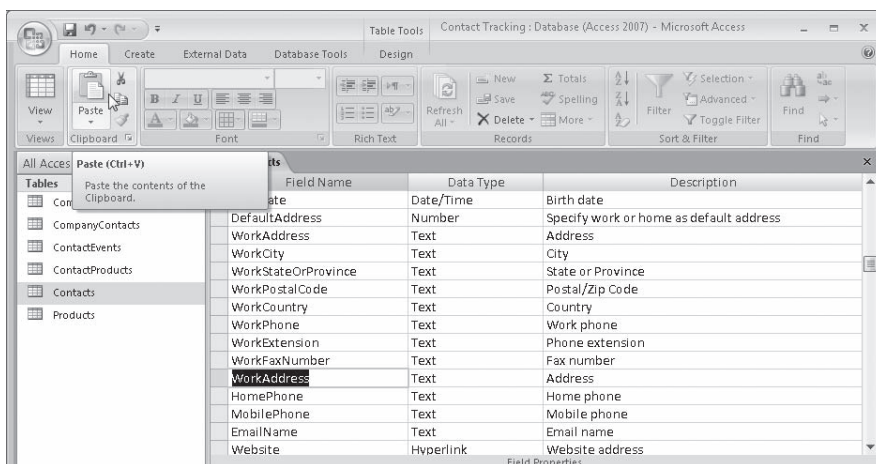 Table Tools Contact Tracking : Database (Access 2007) - Microsoft Access
Home Create External Data Database Tools Design
View
Views
Paste
Clipboard
B I U
A
Font
Rich Text
Refresh All
New
Save
Delete
Σ Totals
Spelling
More
Records
Filter
Selection
Advanced
Toggle Filter
Sort & Filter
Find
Find
All Acces
Paste (Ctrl+V)
Paste the contents of the
Clipboard.
Tables
CompanyContacts
ContactEvents
ContactProducts
Contacts
Products
Field Name Data Type Description
Date/Time Birth date
DefaultAddress Number Specify work or home as default address
WorkAddress Text Address
WorkCity Text City
WorkStateOrProvince Text State or Province
WorkPostalCode Text Postal/Zip Code
WorkCountry Text Country
WorkPhone Text Work phone
WorkExtension Text Phone extension
WorkFaxNumber Text Fax number
WorkAddress Text Address
HomePhone Text Home phone
MobilePhone Text Mobile phone
EmailName Text Email name
Website Hyperlink Website address
Field Properties